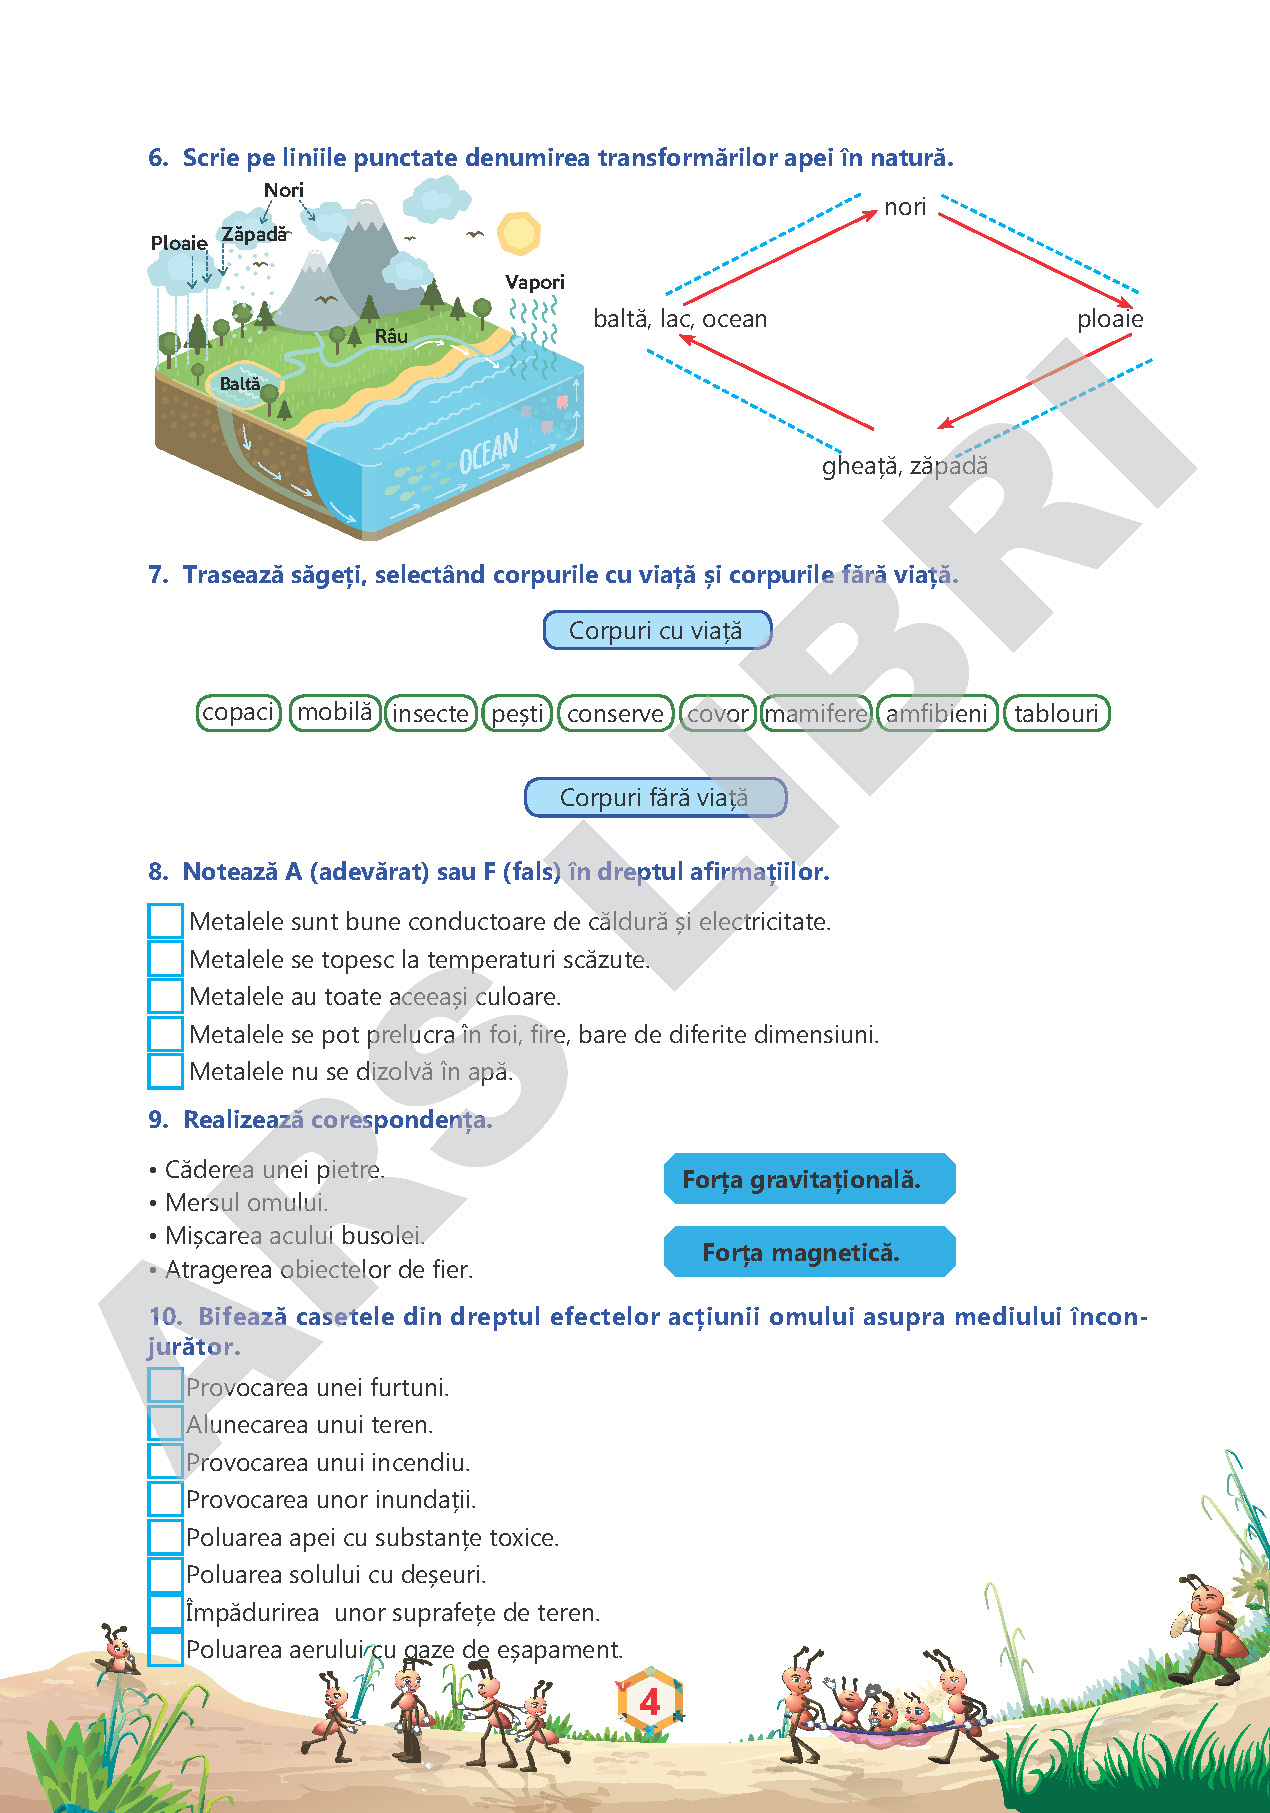 6. Scrie pe liniile punctate denumirea transformărilor apei în natură.
Nori
Ploaie
Zăpadă
Vapori
Râu
Baltă
OCEAN
nori
baltă, lac, ocean
ploaie
gheață, zăpadă
7. Trasează săgeți, selectând corpurile cu viață și corpurile fără viață.
Corpuri cu viață
copaci mobilă insecte pești conserve covor mamifere amfibieni tablouri
Corpuri fără viață
8. Notează A (adevărat) sau F (fals) în dreptul afirmațiilor.
Metalele sunt bune conductoare de căldură și electricitate.
Metalele se topesc la temperaturi scăzute.
Metalele au toate aceeași culoare.
Metalele se pot prelucra în foi, fire, bare de diferite dimensiuni.
Metalele nu se dizolvă în apă.
9. Realizează corespondența.
• Căderea unei pietre.
• Mersul omului.
• Mișcarea acului busolei.
• Atragerea obiectelor de fier.
Forța gravitațională.
Forța magnetică.
10. Bifează casetele din dreptul efectelor acțiunii omului asupra mediului încon-
jurător.
Provocarea unei furtuni.
Alunecarea unui teren.
Provocarea unui incendiu.
Provocarea unor inundații.
Poluarea apei cu substanțe toxice.
Poluarea solului cu deșeuri.
Împădurirea unor suprafețe de teren.
Poluarea aerului cu gaze de eșapament.
4
ARS LIBRI